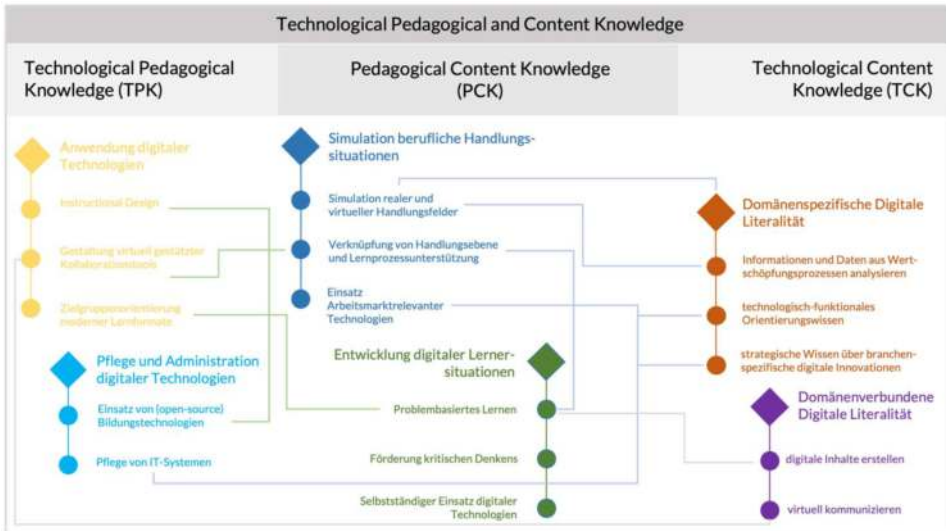 Technological Pedagogical and Content Knowledge
Technological Pedagogical
Knowledge (TPK)
Pedagogical Content Knowledge
(PCK)
Technological Content
Knowledge (TCK)
Anwendung digitaler
Technologien
Instructional Design
Gestaltung virtuell gestützter
Kollaborationstools
Zielgruppenorientierung
moderner Lernformate
Pflege und Administration
digitaler Technologien
Einsatz von (open-source)
Bildungstechnologien
Pflege von IT-Systemen
Simulation berufliche Handlungs-
situationen
Simulation realer und
virtueller Handlungsfelder
Verknüpfung von Handlungsebene
und Lernprozessunterstützung
Einsatz
Arbeitsmarktrelevanter
Technologien
Entwicklung digitaler Lerner-
situationen
Problembasiertes Lernen
Förderung kritischen Denkens
Selbstständiger Einsatz digitaler
Technologien
Domänenspezifische Digitale
Literalität
Informationen und Daten aus Wert-
schöpfungsprozessen analysieren
technologisch-funktionales
Orientierungswissen
strategische Wissen über branchen-
spezifische digitale Innovationen
Domänenverbundene
Digitale Literalität
digitale Inhalte erstellen
virtuell kommunizieren